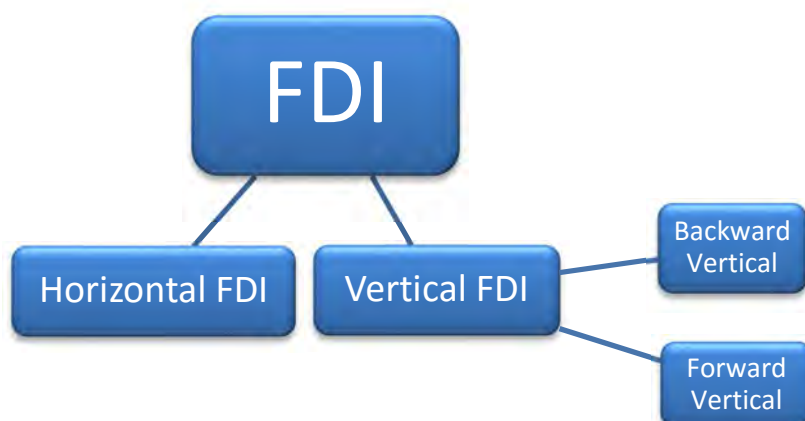 FDI
Horizontal FDI
Vertical FDI
Backward
Vertical
Forward
Vertical